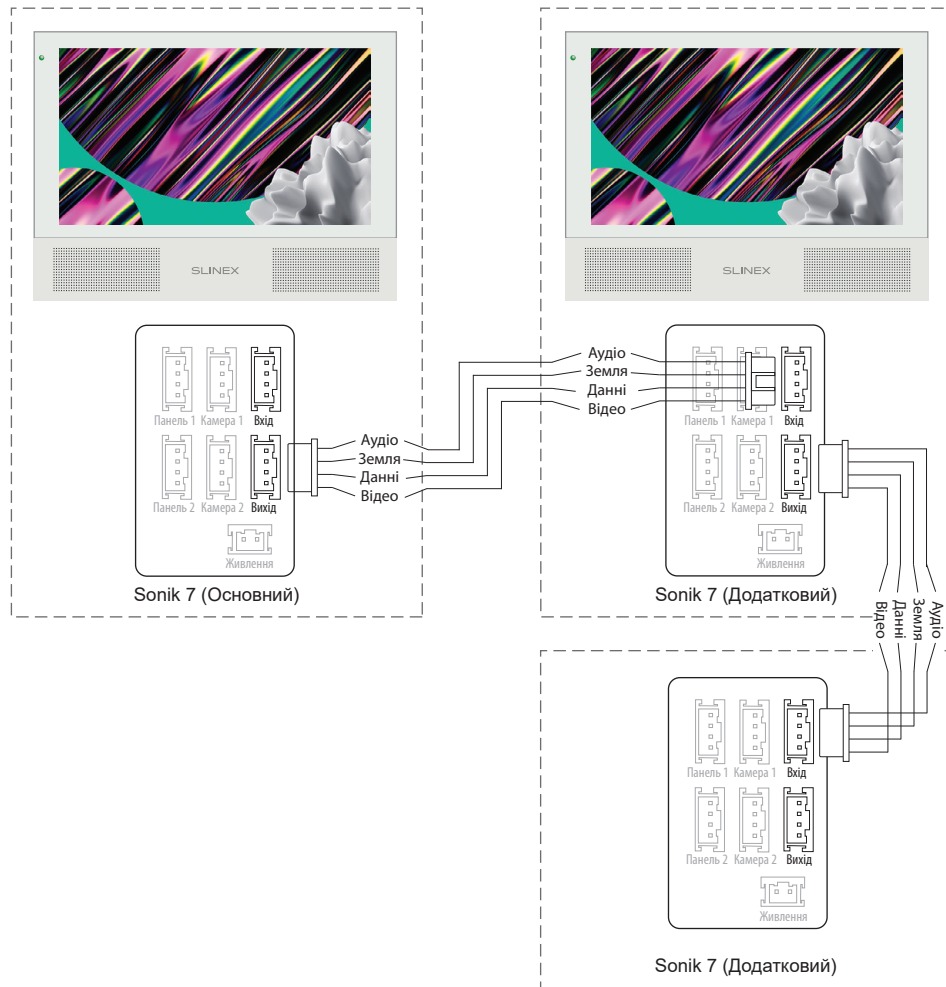 SLINEX
SLINEX
Панель 1 Камера 1 Вхід
Панель 2 Камера 2 Вихід
Живлення
Sonik 7 (Основний)
Аудіо
Земля
Данні
Відео
Аудіо
Земля
Данні
Відео
Панель 1 Камера 1 Вхід
Панель 2 Камера 2 Вихід
Живлення
Sonik 7 (Додатковий)
Аудіо
Земля
Данні
Відео
Панель 1 Камера 1 Вхід
Панель 2 Камера 2 Вихід
Живлення
Sonik 7 (Додатковий)